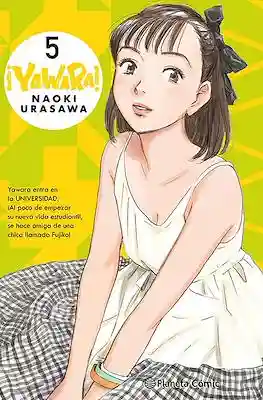 5
¡YAWARA!
NAOKI
URASAWA
Yawara entra en
la UNIVERSIDAD.
¡Al poco de empezar
su nueva vida estudiantil,
se hace amiga de una
chica llamada Fujiko!
Planeta Cómic